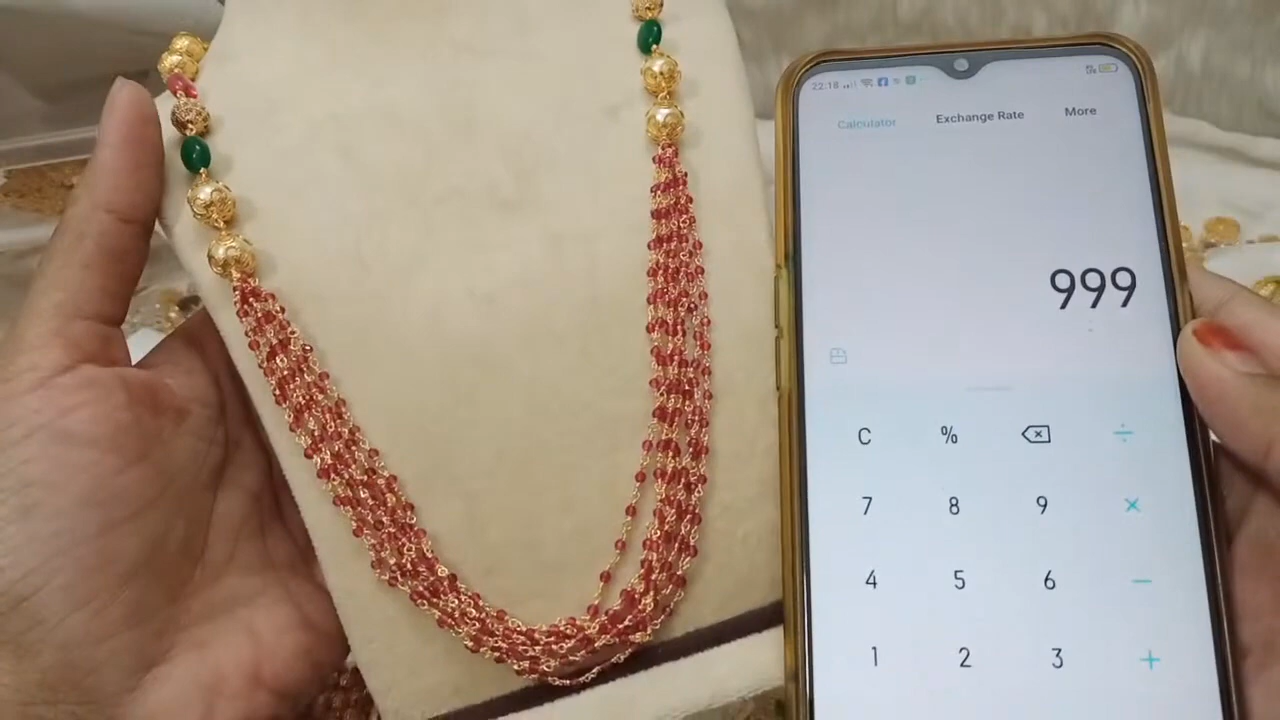 22:18
Calculator Exchange Rate More
999
C % ÷
7 8 9 ×
4 5 6 −
1 2 3 +